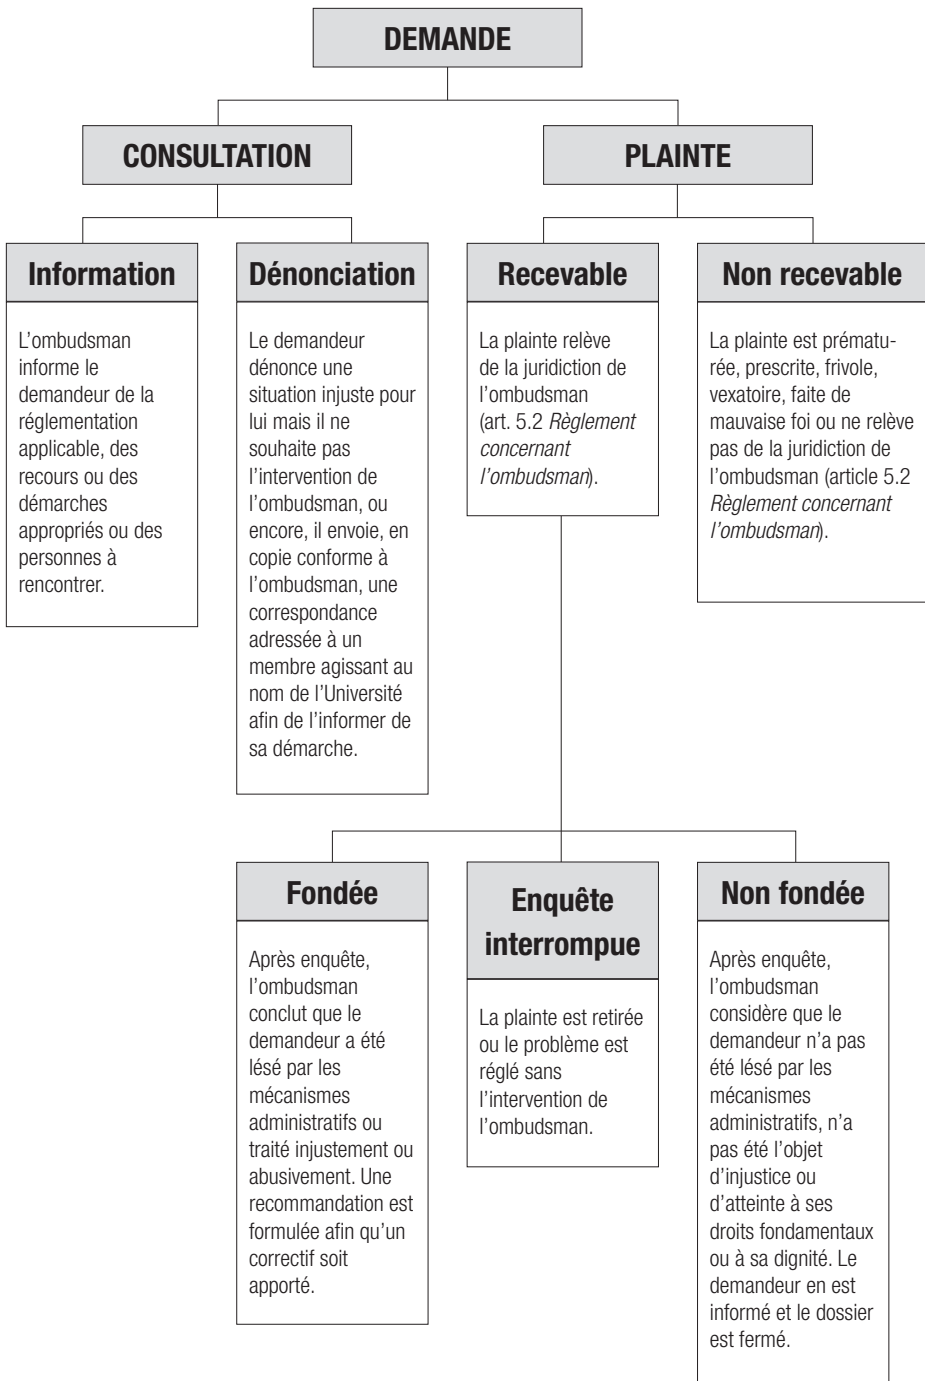 DEMANDE
CONSULTATION
PLAINTE
Information
L'ombudsman
informe le
demandeur de la
réglementation
applicable, des
recours ou des
démarches
appropriés ou des
personnes à
rencontrer.
Dénonciation
Le demandeur
dénonce une
situation injuste pour
lui mais il ne
souhaite pas
l'intervention de
l'ombudsman, ou
encore, il envoie, en
copie conforme à
l'ombudsman, une
correspondance
adressée à un
membre agissant au
nom de l'Université
afin de l'informer de
sa démarche.
Recevable
La plainte relève
de la juridiction de
l'ombudsman
(art. 5.2 Règlement
concernant
l'ombudsman).
Non recevable
La plainte est prématu-
rée, prescrite, frivole,
vexatoire, faite de
mauvaise foi ou ne relève
pas de la juridiction de
l'ombudsman (article 5.2
Règlement concernant
l'ombudsman).
Fondée
Après enquête,
l'ombudsman
conclut que le
demandeur a été
lésé par les
mécanismes
administratifs ou
traité injustement ou
abusivement. Une
recommandation est
formulée afin qu'un
correctif soit
apporté.
Enquête
interrompue
La plainte est retirée
ou le problème est
réglé sans
l'intervention de
l'ombudsman.
Non fondée
Après enquête,
l'ombudsman
considère que le
demandeur n'a pas
été lésé par les
mécanismes
administratifs, n'a
pas été l'objet
d'injustice ou
d'atteinte à ses
droits fondamentaux
ou à sa dignité. Le
demandeur en est
informé et le dossier
est fermé.